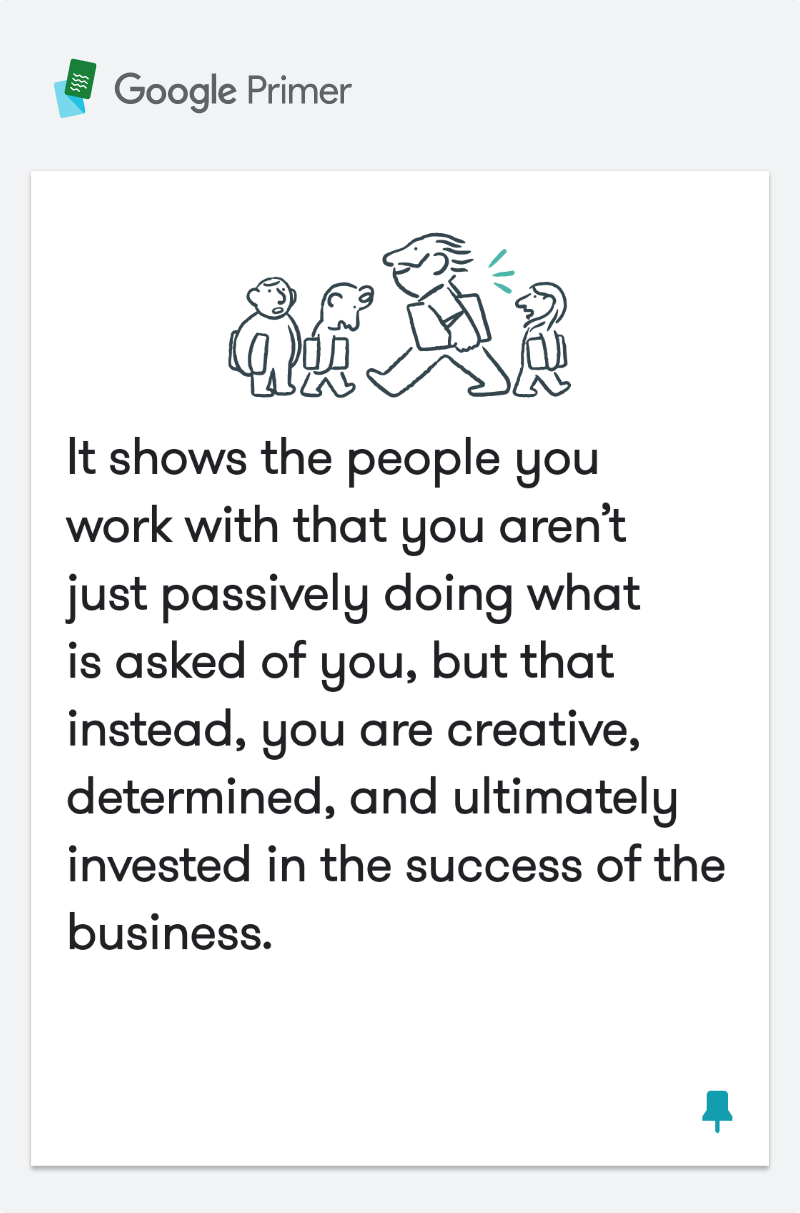 Google Primer
It shows the people you
work with that you aren’t
just passively doing what
is asked of you, but that
instead, you are creative,
determined, and ultimately
invested in the success of the
business.